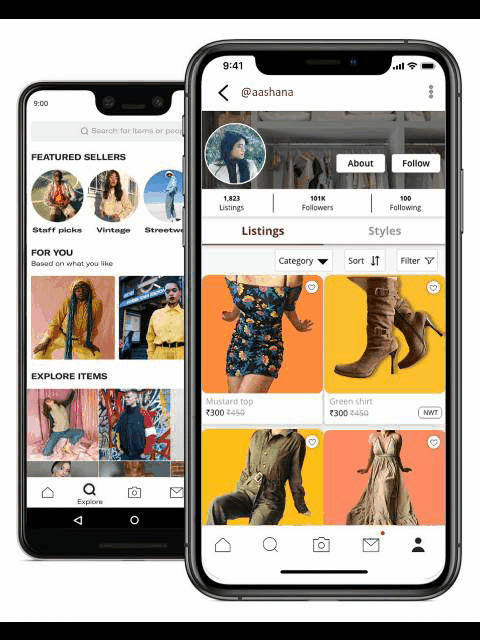 9:00
Search for items or peop
FEATURED SELLERS
Staff picks
Vintage
Streetwe
FOR YOU
Based on what you like
EXPLORE ITEMS
Explore
9:41
@aashana
About
Follow
1,823
101K
100
Listings
Followers
Following
Listings
Styles
Category
Sort
Filter
Mustard top
₹300 ₹450
Green shirt
₹300 ₹450
NWT